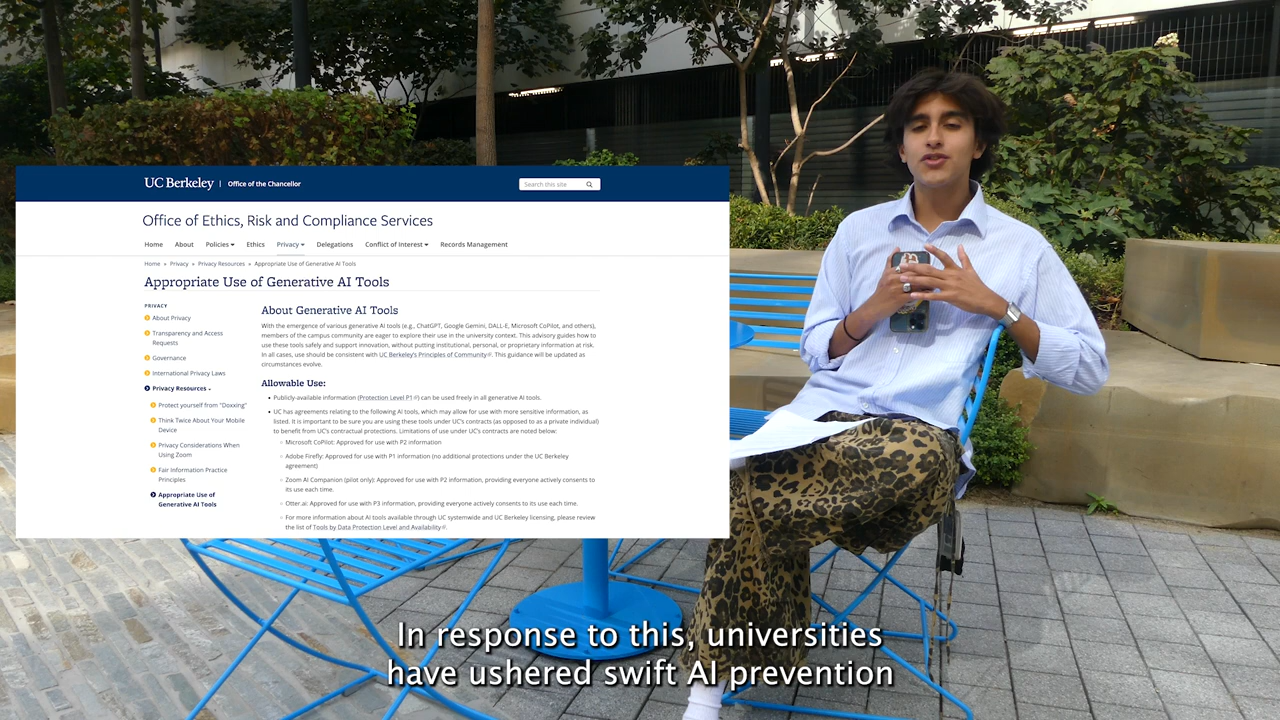 UC Berkeley | Office of the Chancellor
Search this site
Office of Ethics, Risk and Compliance Services
Home About Policies Ethics Privacy Delegations Conflict of Interest Records Management
Home » Privacy » Privacy Resources » Appropriate Use of Generative AI Tools
Appropriate Use of Generative AI Tools
PRIVACY
About Privacy
Transparency and Access
Requests
Governance
International Privacy Laws
Privacy Resources
Protect yourself from "Doxxing"
Think Twice About Your Mobile
Device
Privacy Considerations When
Using Zoom
Fair Information Practice
Principles
Appropriate Use of
Generative AI Tools
About Generative AI Tools
With the emergence of various generative AI tools (e.g., ChatGPT, Google Gemini, DALL-E, Microsoft CoPilot, and others),
members of the campus community are eager to explore their use in the university context. This advisory guides how to
use these tools safely and support innovation, without putting institutional, personal, or proprietary information at risk.
In all cases, use should be consistent with UC Berkeley's Principles of Community. This guidance will be updated as
circumstances evolve.
Allowable Use:
• Publicly-available information (Protection Level P1) can be used freely in all generative AI tools.
• UC has agreements relating to the following AI tools, which may allow for use with more sensitive information, as
listed. It is important to be sure you are using these tools under UC's contracts (as opposed to as a private individual)
to benefit from UC's contractual protections. Limitations of use under UC's contracts are noted below:
◦ Microsoft CoPilot: Approved for use with P2 information
◦ Adobe Firefly: Approved for use with P1 information (no additional protections under the UC Berkeley
agreement)
◦ Zoom AI Companion (pilot only): Approved for use with P2 information, providing everyone actively consents to
its use each time.
◦ Otter.ai: Approved for use with P3 information, providing everyone actively consents to its use each time.
◦ For more information about AI tools available through UC systemwide and UC Berkeley licensing, please review
the list of Tools by Data Protection Level and Availability.
In response to this, universities
have ushered swift AI prevention